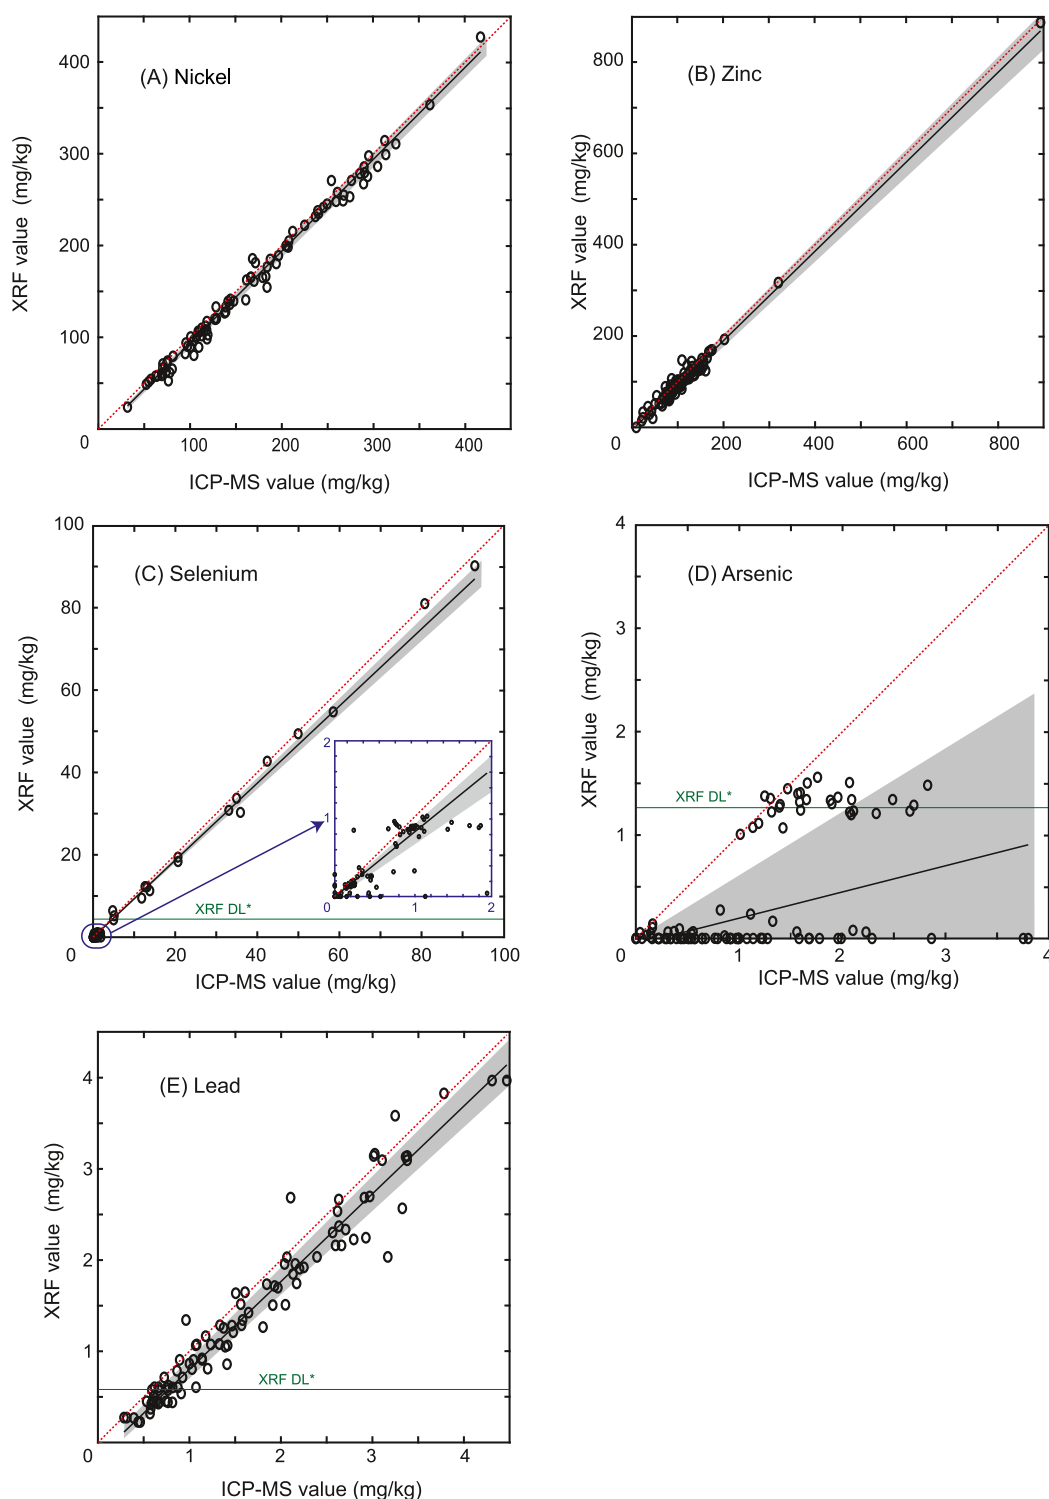 (A) Nickel
XRF value (mg/kg)
400
300
200
100
0
100
200
300
400
ICP-MS value (mg/kg)
(B) Zinc
XRF value (mg/kg)
800
600
400
200
0
200
400
600
800
ICP-MS value (mg/kg)
(C) Selenium
XRF value (mg/kg)
100
80
60
40
20
0
XRF DL*
2
1
0
1
2
20
40
60
80
100
ICP-MS value (mg/kg)
(D) Arsenic
XRF value (mg/kg)
4
3
2
XRF DL*
1
0
1
2
3
4
ICP-MS value (mg/kg)
(E) Lead
XRF value (mg/kg)
4
3
2
1
XRF DL*
0
1
2
3
4
ICP-MS value (mg/kg)